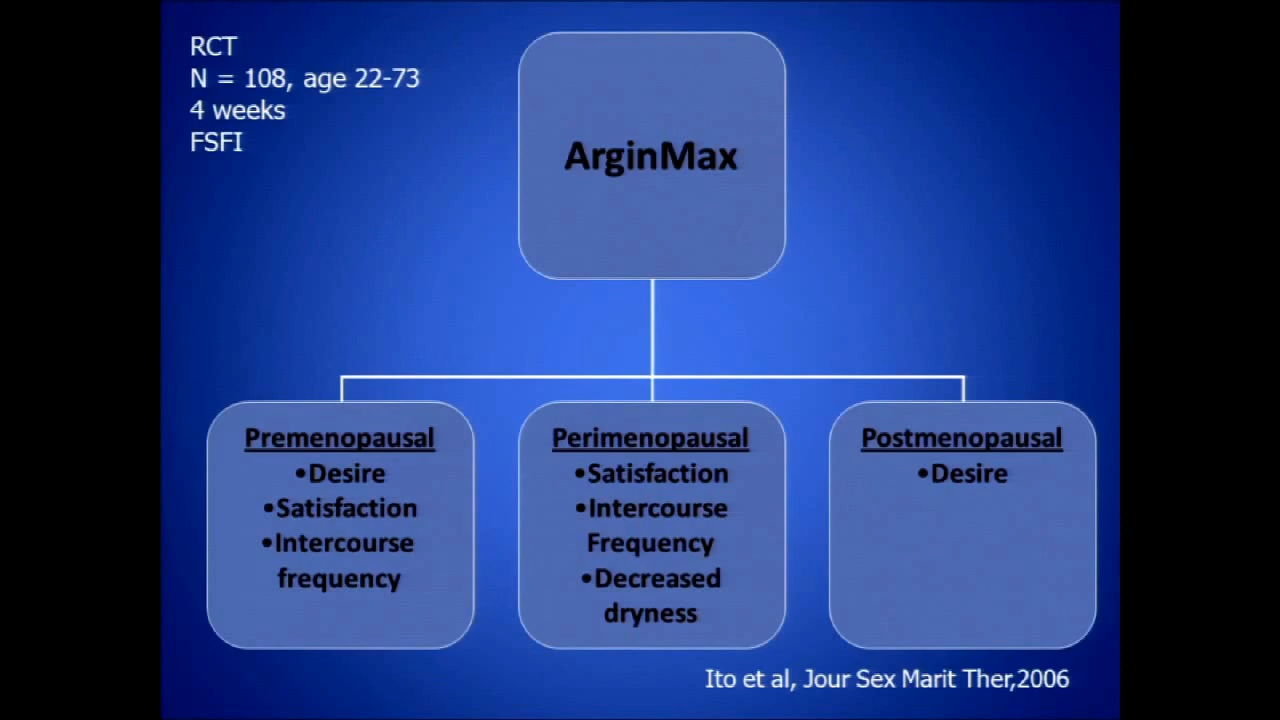 RCT
N = 108, age 22-73
4 weeks
FSFI
ArginMax
Premenopausal
•Desire
•Satisfaction
•Intercourse
frequency
Perimenopausal
•Satisfaction
•Intercourse
Frequency
•Decreased
dryness
Postmenopausal
•Desire
Ito et al, Jour Sex Marit Ther,2006